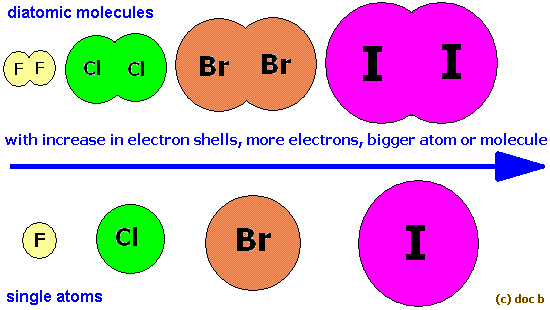 diatomic molecules
F F Cl Cl Br Br I I
with increase in electron shells, more electrons, bigger atom or molecule
F Cl Br I
single atoms
(c) doc b